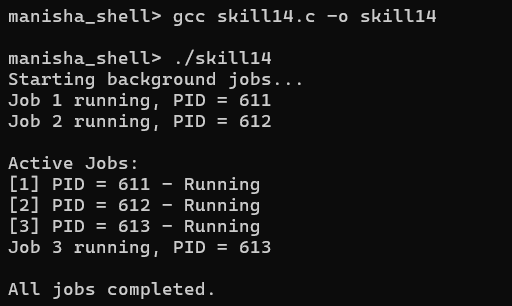 manisha_shell> gcc skill14.c -o skill14
manisha_shell> ./skill14
Starting background jobs...
Job 1 running, PID = 611
Job 2 running, PID = 612
Active Jobs:
[1] PID = 611 - Running
[2] PID = 612 - Running
[3] PID = 613 - Running
Job 3 running, PID = 613
All jobs completed.